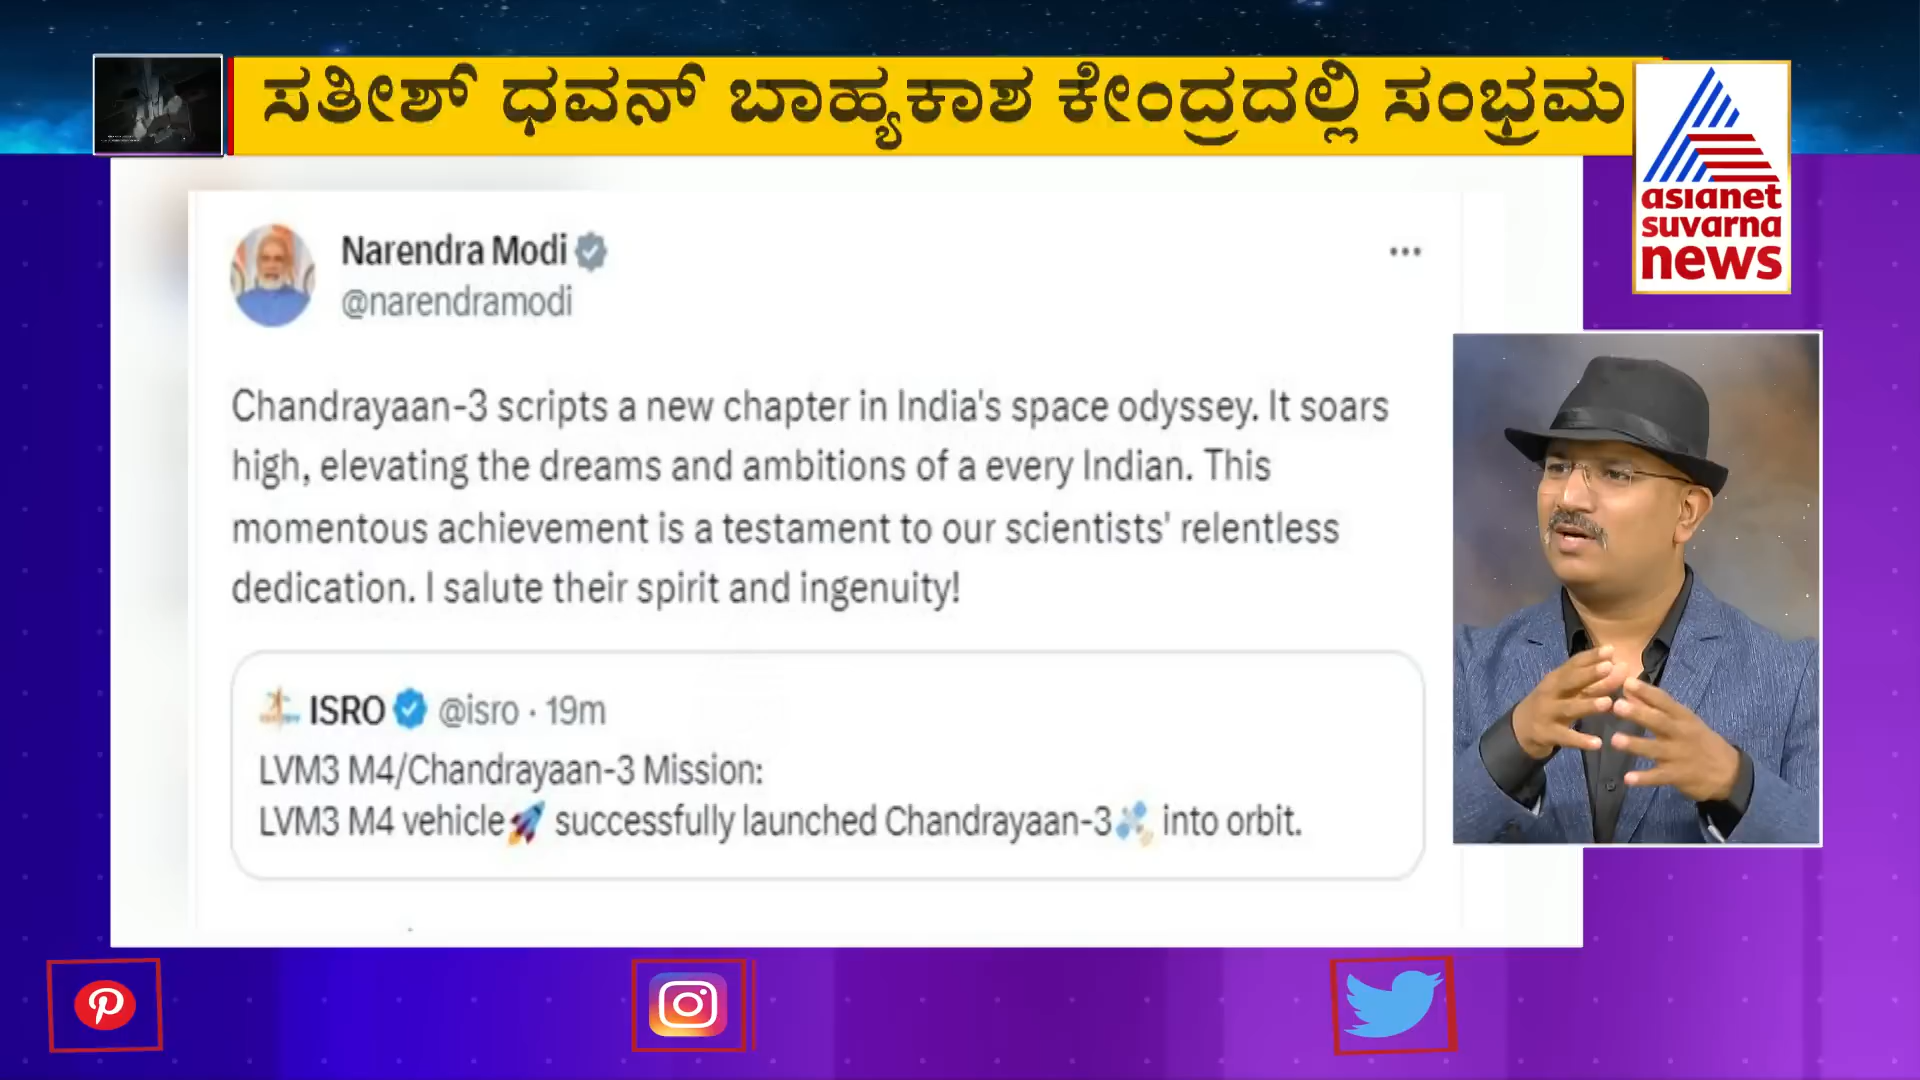 ಸತೀಶ್ ಧವನ್ ಬಾಹ್ಯಕಾಶ ಕೇಂದ್ರದಲ್ಲಿ ಸಂಭ್ರಮ
asianet
suvarna
news
Narendra Modi
@narendramodi
Chandrayaan-3 scripts a new chapter in India's space odyssey. It soars
high, elevating the dreams and ambitions of a every Indian. This
momentous achievement is a testament to our scientists' relentless
dedication. I salute their spirit and ingenuity!
ISRO @isro · 19m
LVM3 M4/Chandrayaan-3 Mission:
LVM3 M4 vehicle🚀 successfully launched Chandrayaan-3🛰️ into orbit.